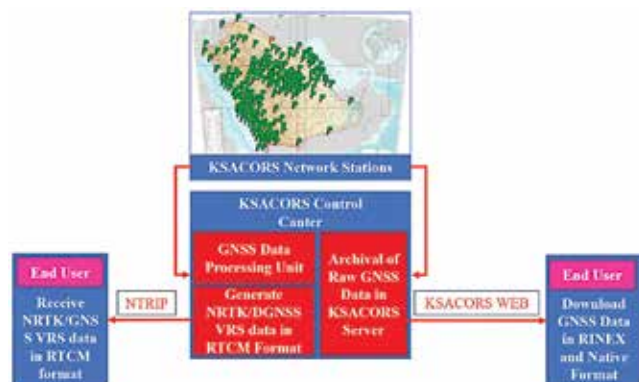 KSACORS Network Stations
KSACORS Control
Canter
GNSS Data
Processing Unit
Generate
NRTK/DGNSS
VRS data in
RTCM Format
Archival of
Raw GNSS
Data in
KSACORS
Server
End User
Receive
NRTK/GNS
S VRS data
in RTCM
format
NTRIP
KSACORS WEB
End User
Download
GNSS Data
in RINEX
and Native
Format